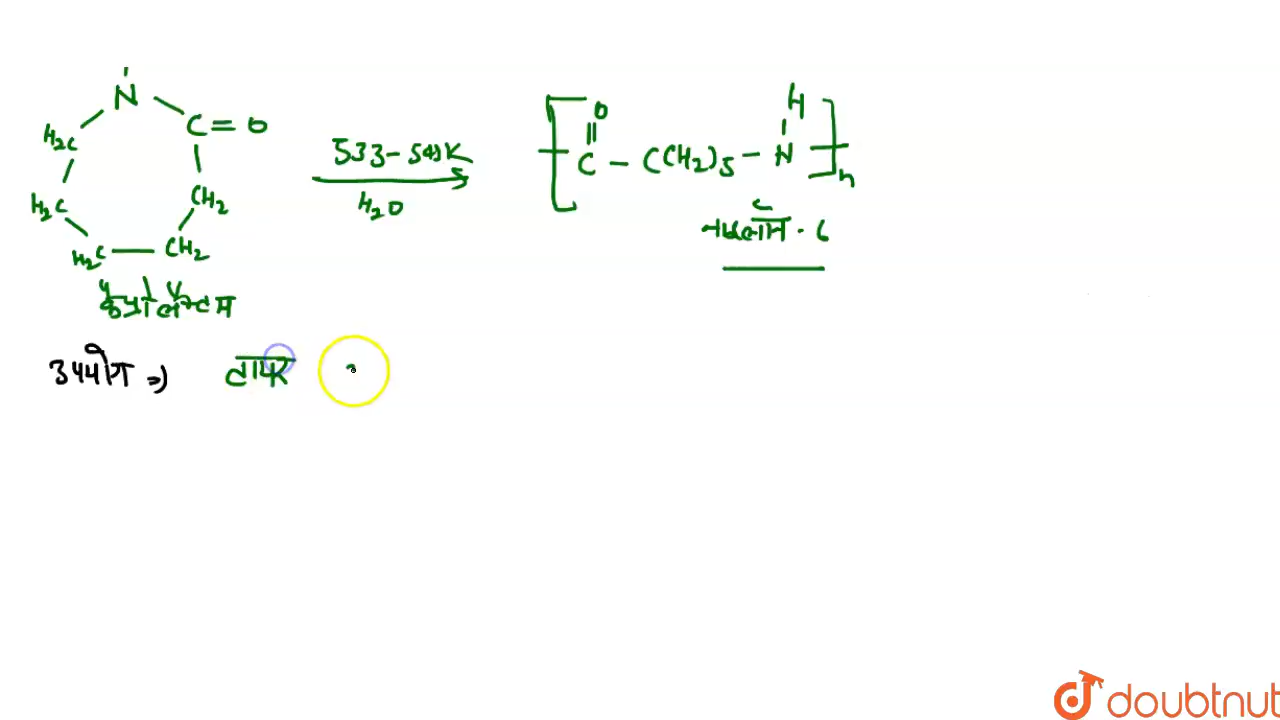 N
H₂C C=O
H₂C CH₂
H₂C — CH₂
533-543K
H₂O
[ -C(=O) - (CH₂)₅ - N(H)- ]n
नायलॉन-6
कैप्रोलैक्टम
उपयोग ⇒ टायर
doubtnut